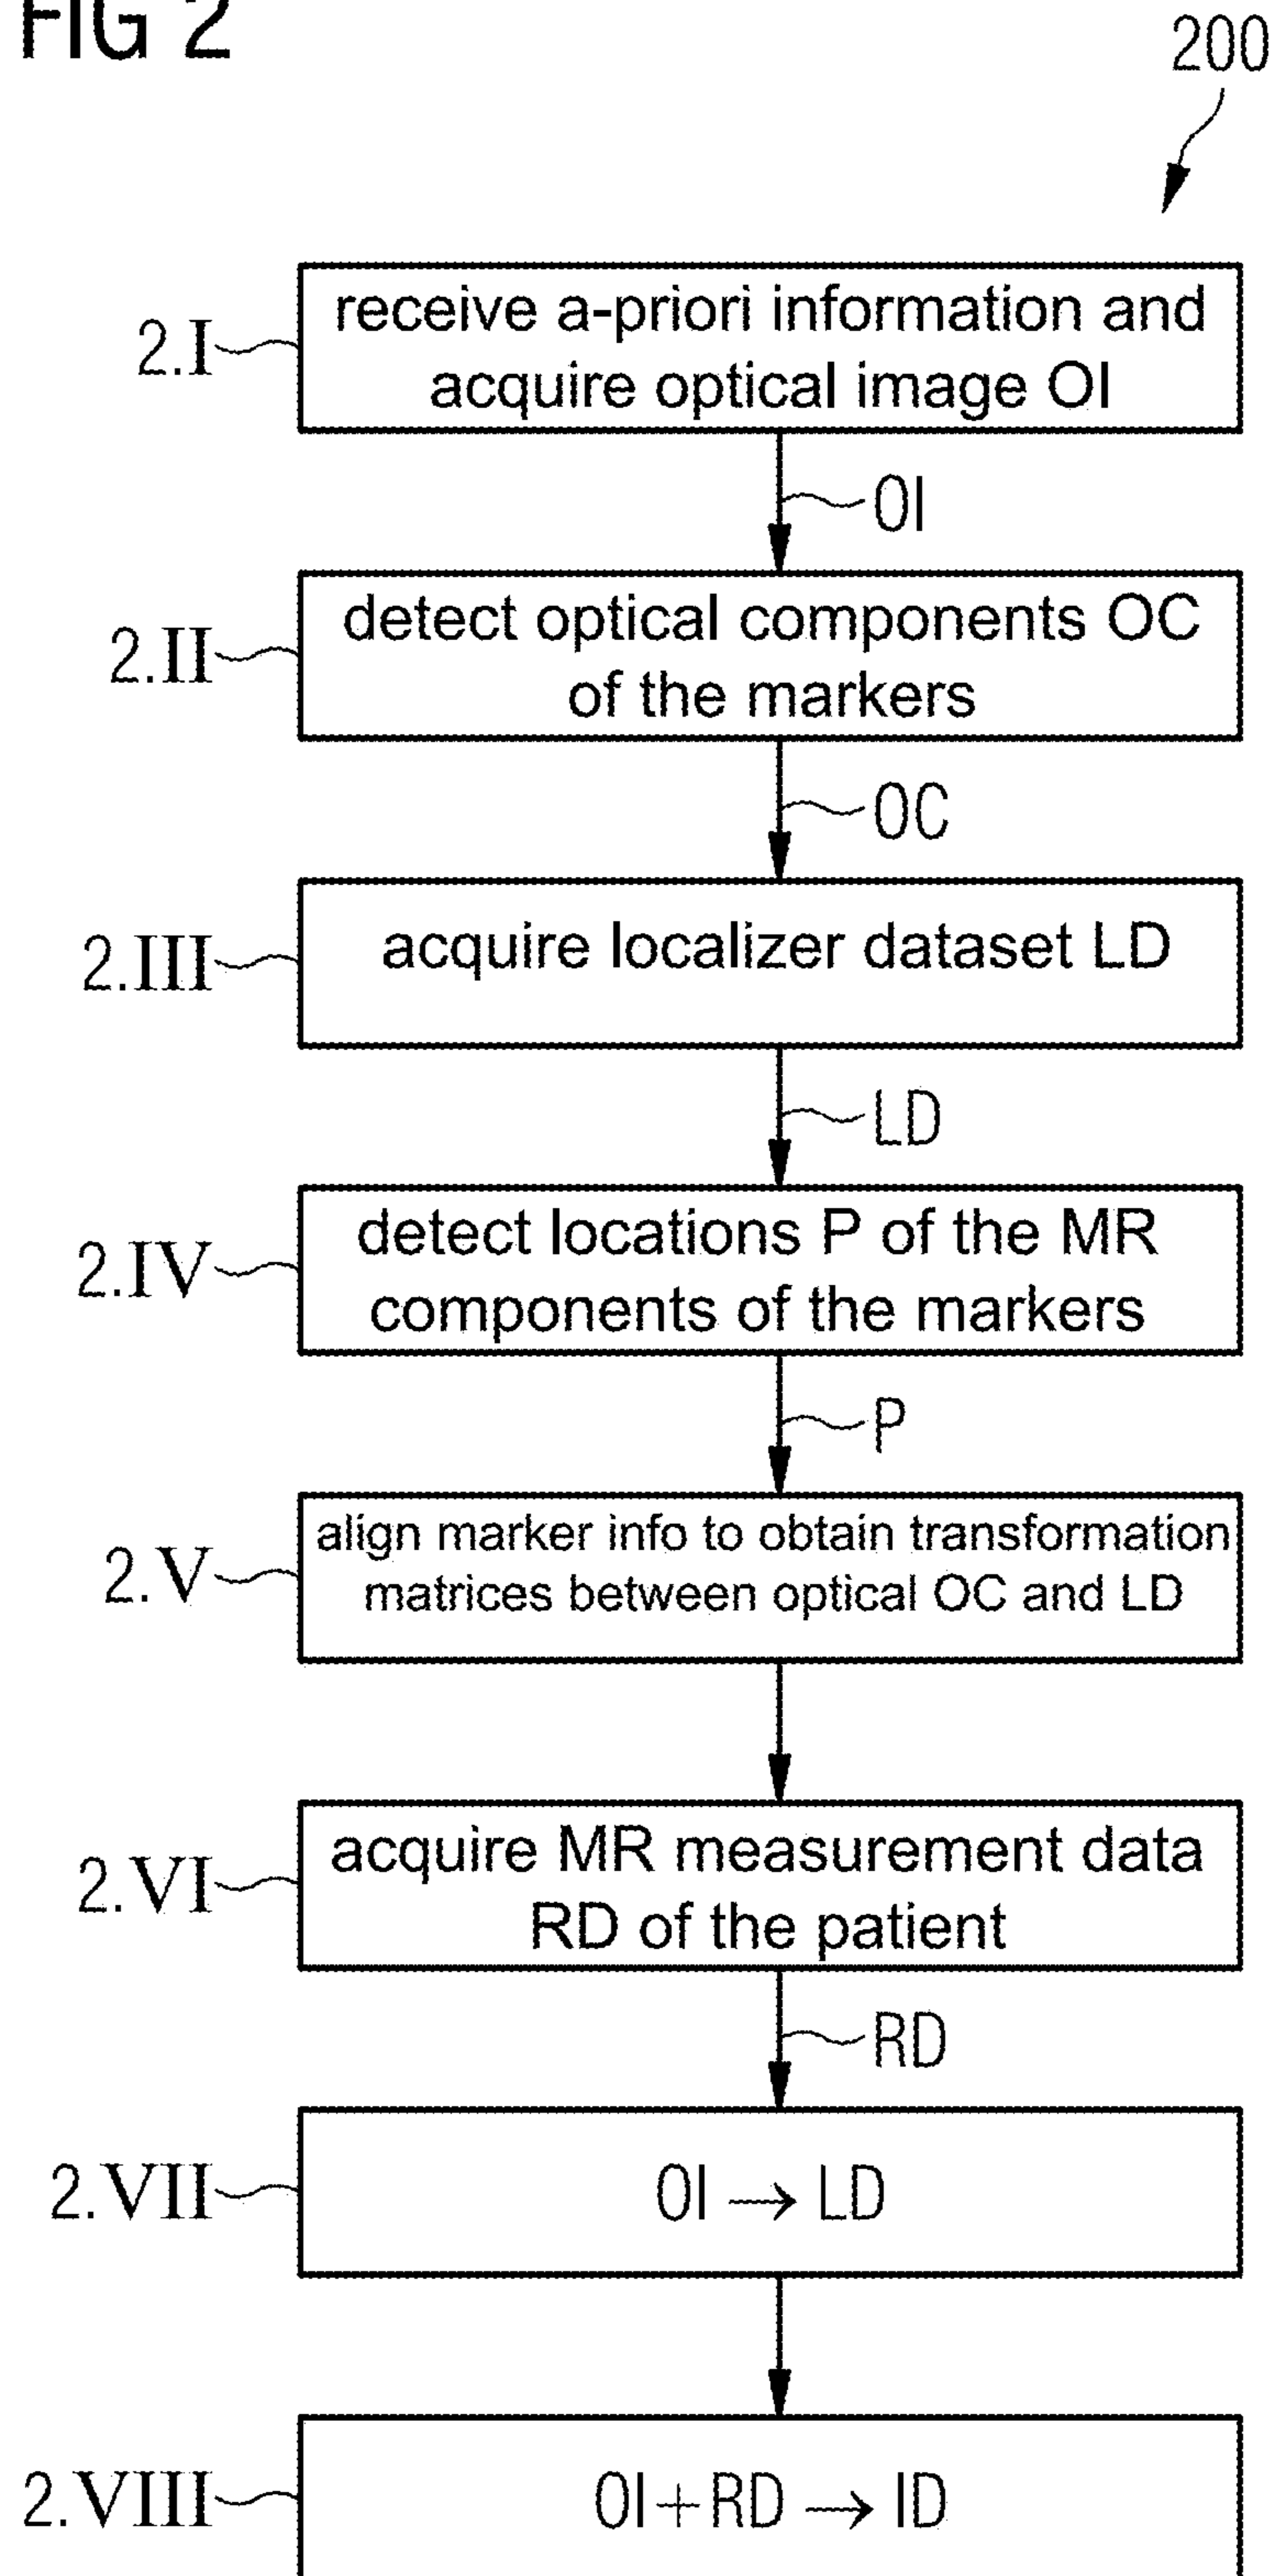 FIG 2
200
2.I
receive a-priori information and
acquire optical image OI
OI
2.II
detect optical components OC
of the markers
OC
2.III
acquire localizer dataset LD
LD
2.IV
detect locations P of the MR
components of the markers
P
2.V
align marker info to obtain transformation
matrices between optical OC and LD
2.VI
acquire MR measurement data
RD of the patient
RD
2.VII
OI → LD
2.VIII
OI+RD → ID